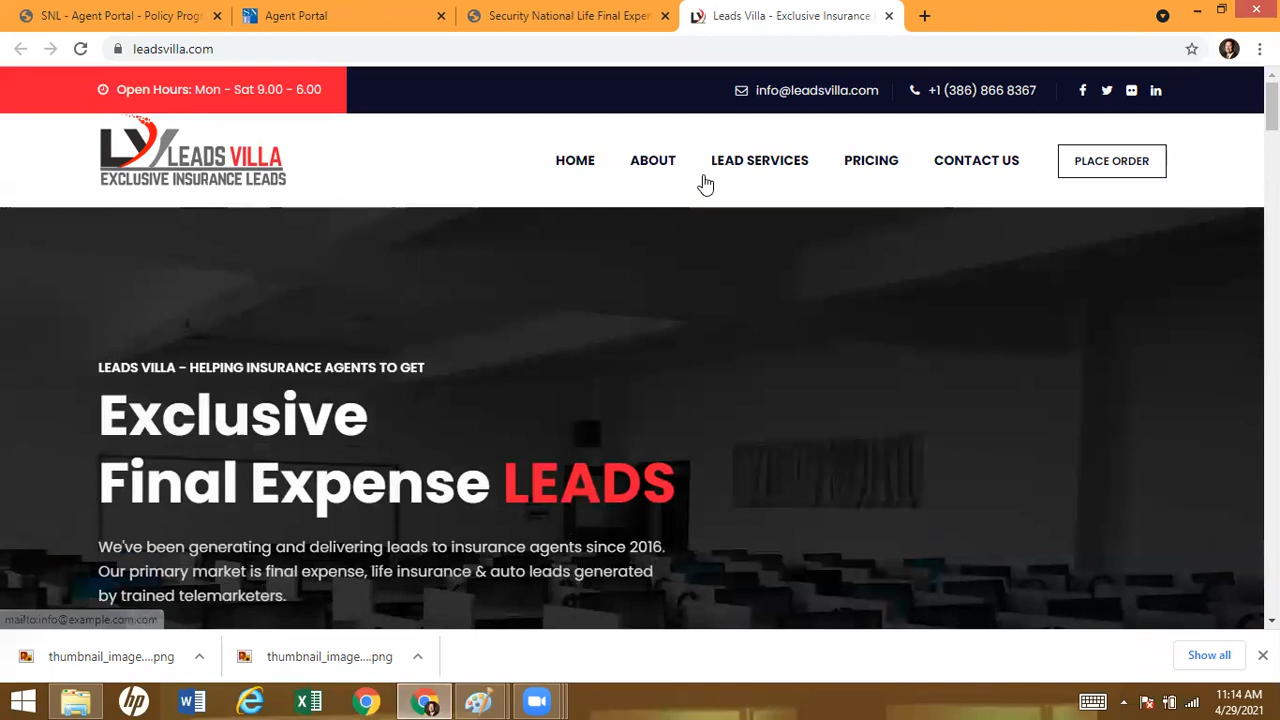 SNL - Agent Portal - Policy Prog
Agent Portal
Security National Life Final Exper
Leads Villa - Exclusive Insurance
leadsvilla.com
Open Hours: Mon - Sat 9.00 - 6.00
info@leadsvilla.com
+1 (386) 866 8367
LV LEADS VILLA
EXCLUSIVE INSURANCE LEADS
HOME
ABOUT
LEAD SERVICES
PRICING
CONTACT US
PLACE ORDER
LEADS VILLA – HELPING INSURANCE AGENTS TO GET
Exclusive
Final Expense LEADS
We've been generating and delivering leads to insurance agents since 2016.
Our primary market is final expense, life insurance & auto leads generated
by trained telemarketers.
mailto:info@example.com.com
thumbnail_image....png
thumbnail_image....png
Show all
11:14 AM
4/29/2021